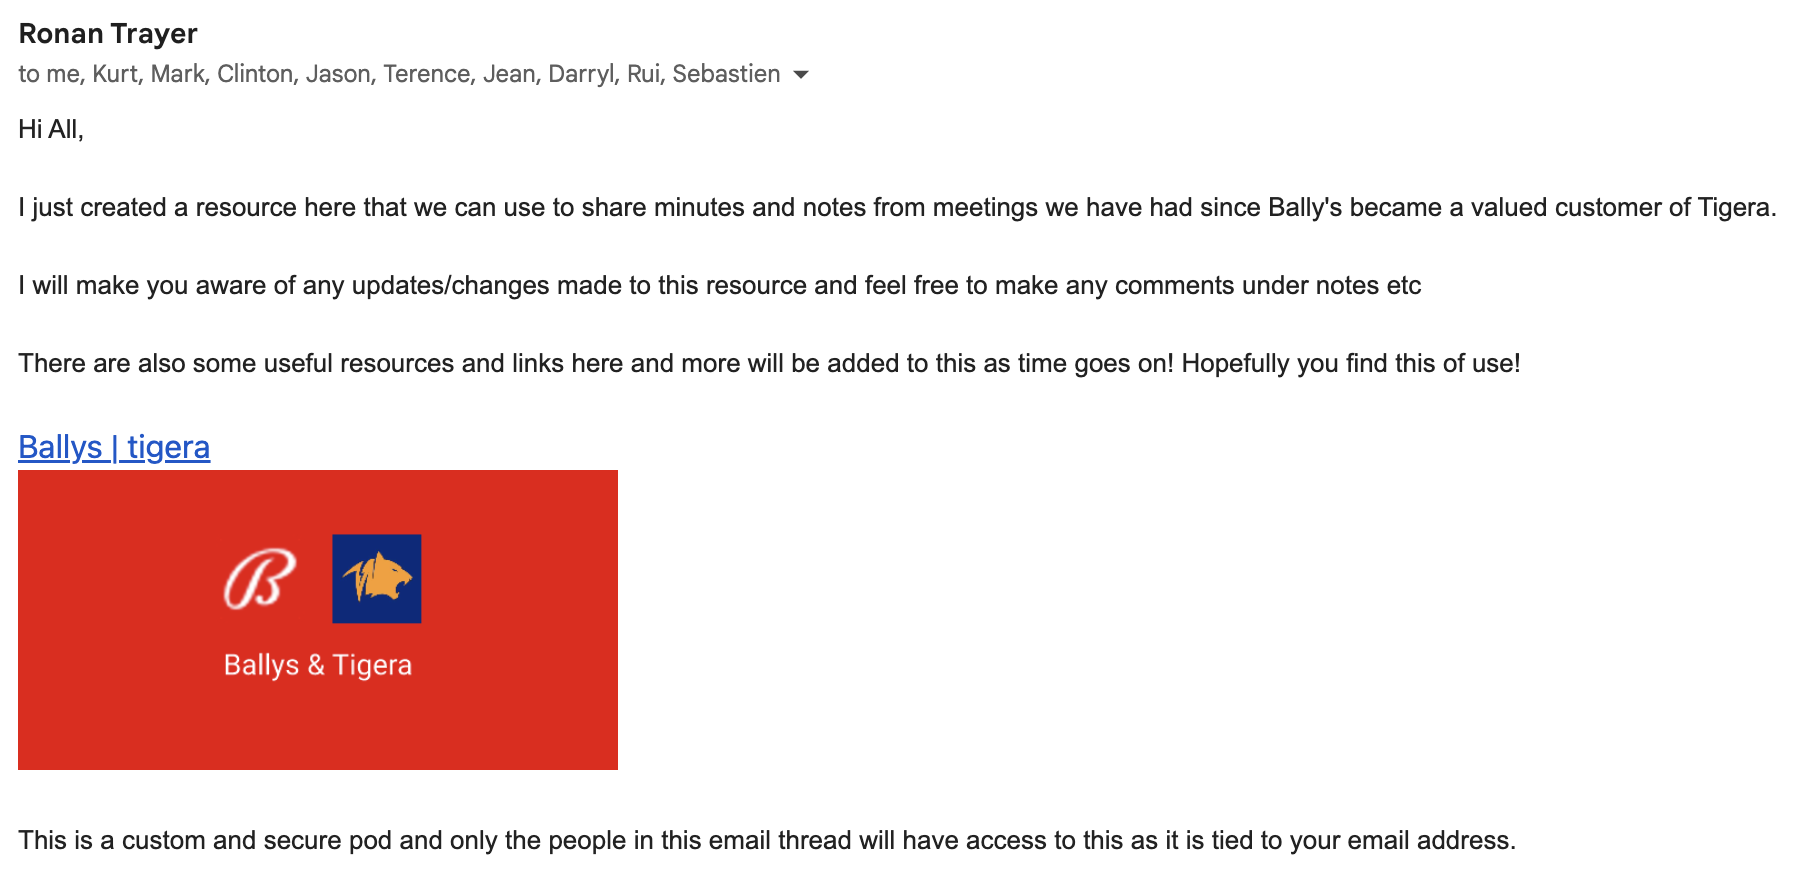 Ronan Trayer
to me, Kurt, Mark, Clinton, Jason, Terence, Jean, Darryl, Rui, Sebastien
Hi All,
I just created a resource here that we can use to share minutes and notes from meetings we have had since Bally's became a valued customer of Tigera.
I will make you aware of any updates/changes made to this resource and feel free to make any comments under notes etc
There are also some useful resources and links here and more will be added to this as time goes on! Hopefully you find this of use!
Ballys | tigera
B
Ballys & Tigera
This is a custom and secure pod and only the people in this email thread will have access to this as it is tied to your email address.